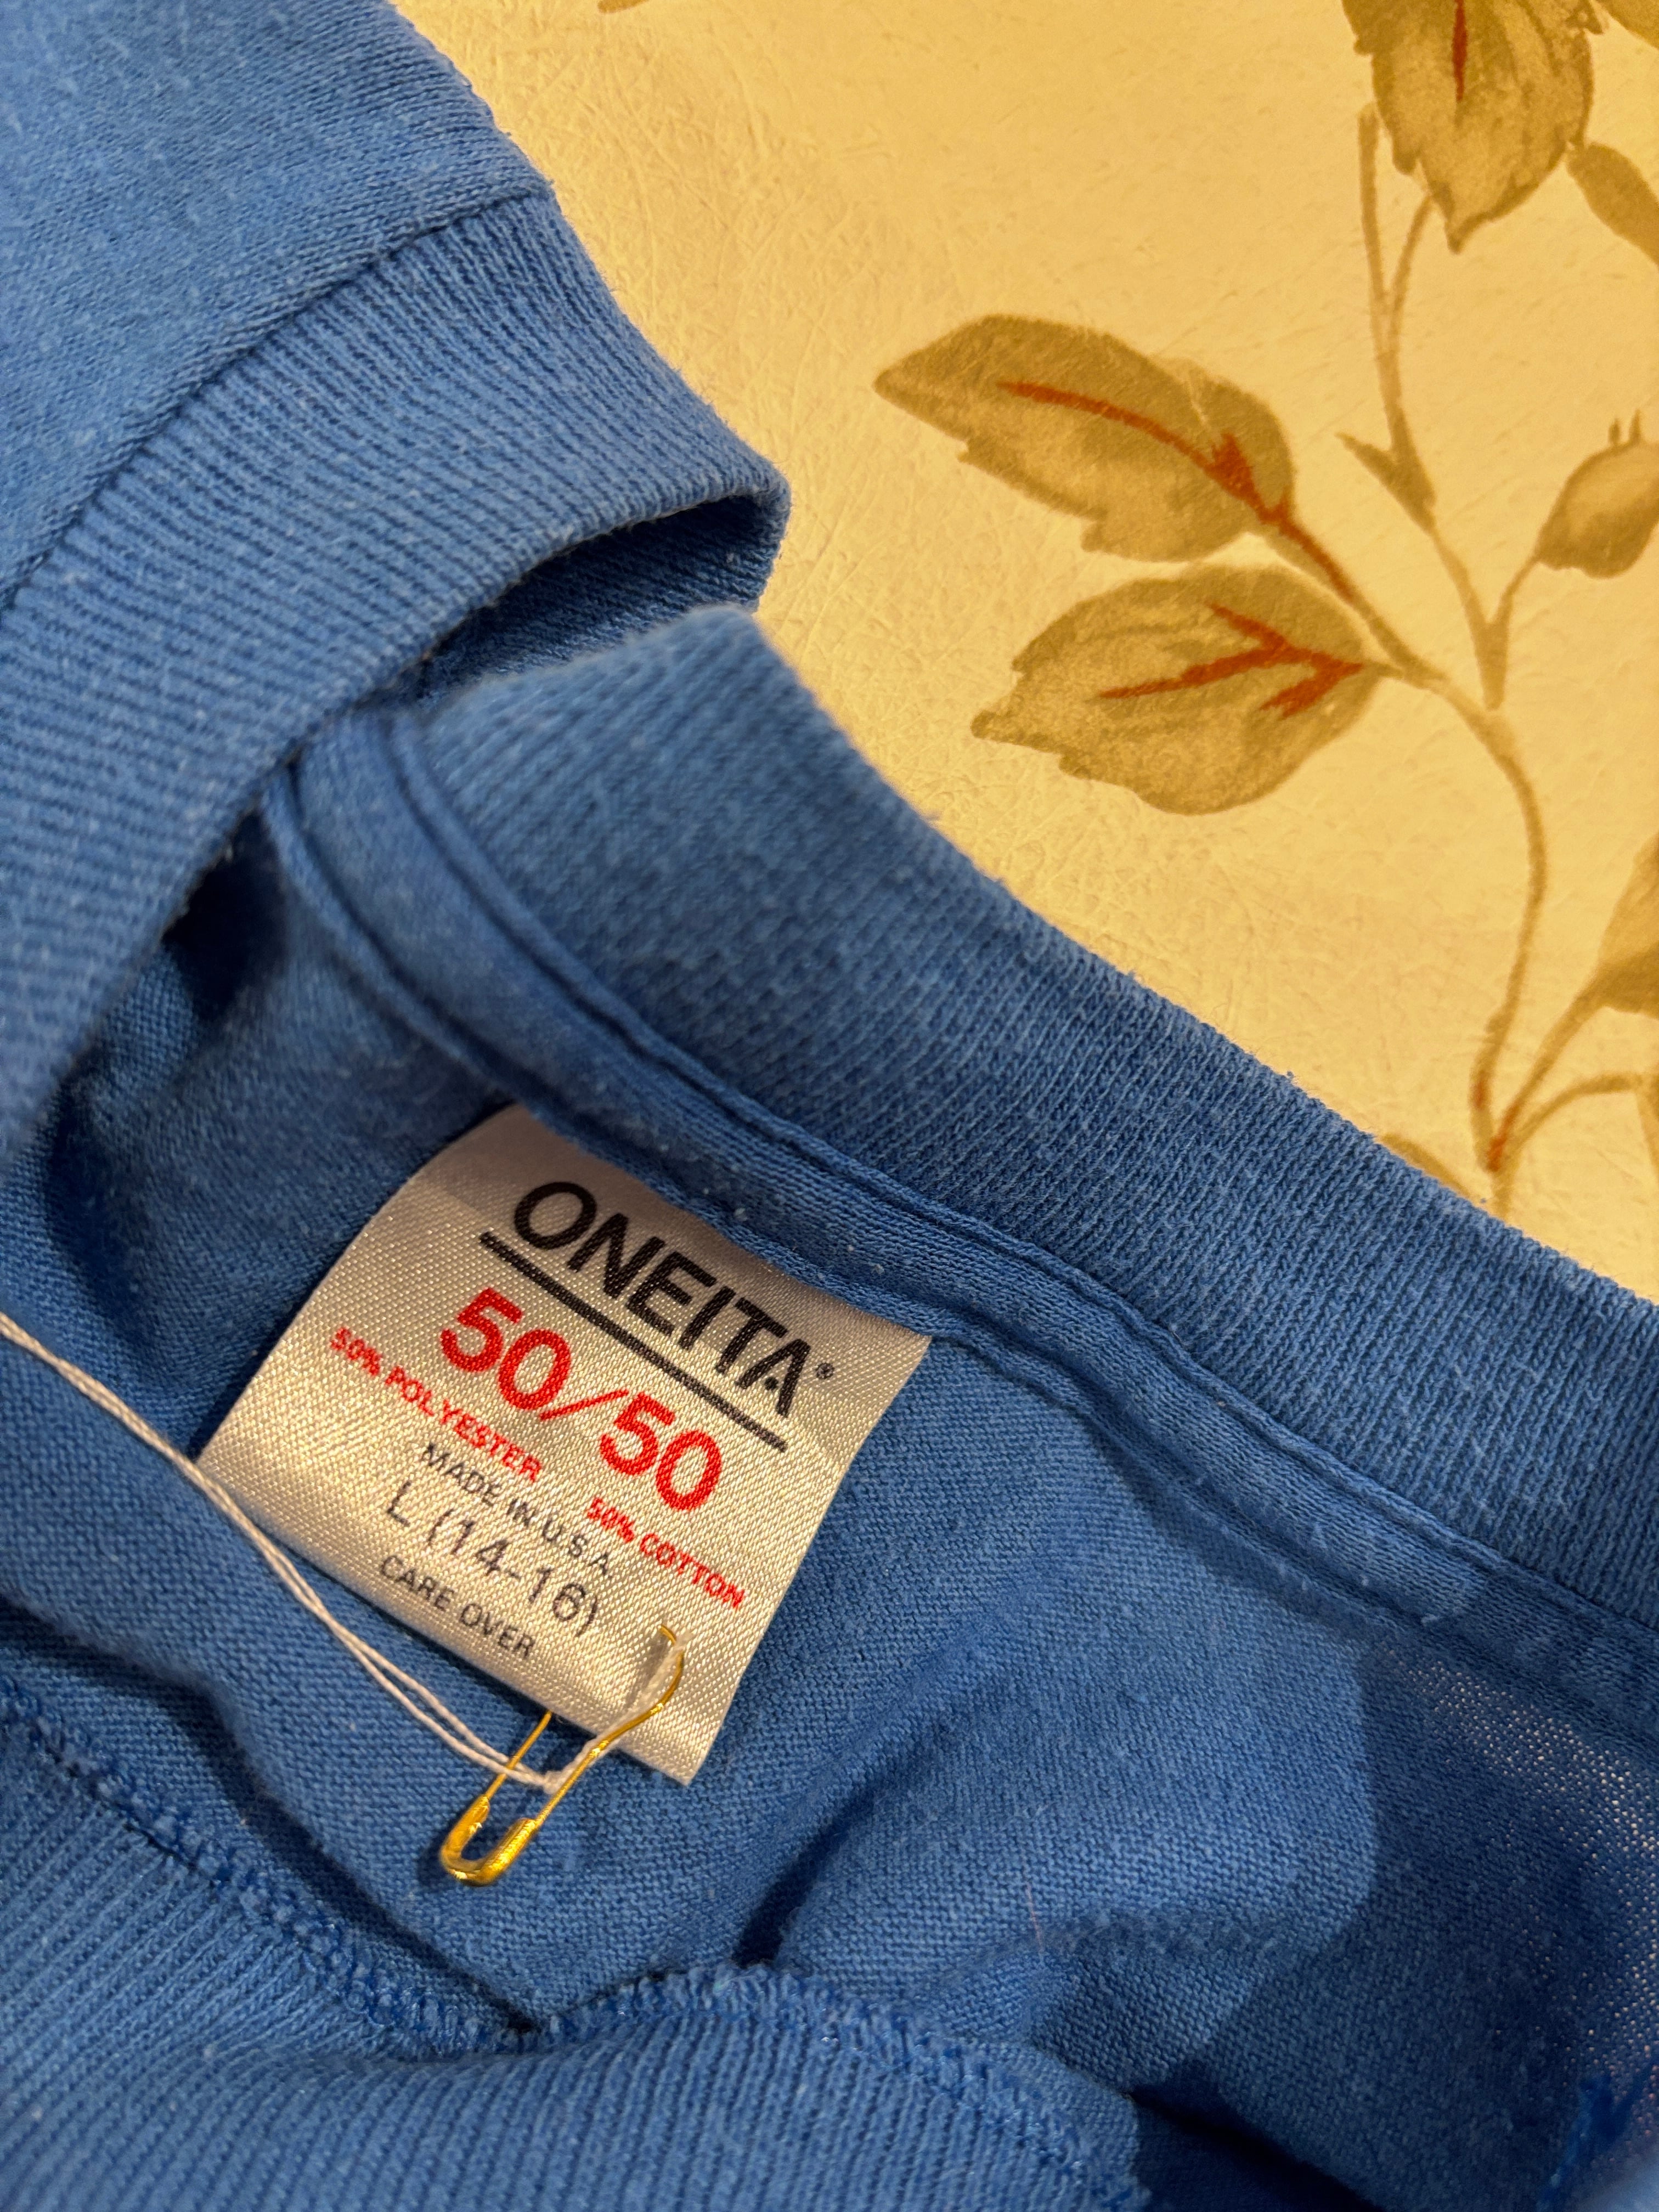 ONEITA®
50/50
50% POLYESTER 50% COTTON
MADE IN U.S.A.
L (14-16)
CARE OVER